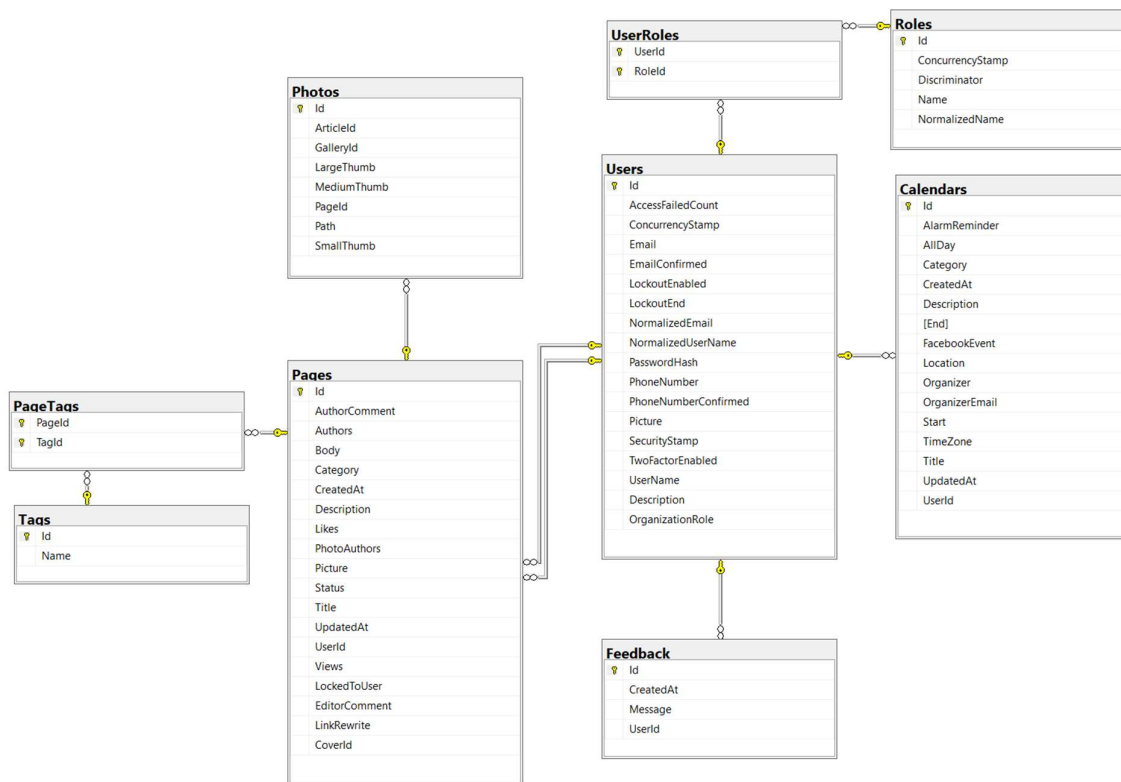 UserRoles
UserId
RoleId
Roles
Id
ConcurrencyStamp
Discriminator
Name
NormalizedName
Photos
Id
ArticleId
GalleryId
LargeThumb
MediumThumb
PageId
Path
SmallThumb
Users
Id
AccessFailedCount
ConcurrencyStamp
Email
EmailConfirmed
LockoutEnabled
LockoutEnd
NormalizedEmail
NormalizedUserName
PasswordHash
PhoneNumber
PhoneNumberConfirmed
Picture
SecurityStamp
TwoFactorEnabled
UserName
Description
OrganizationRole
Calendars
Id
AlarmReminder
AllDay
Category
CreatedAt
Description
[End]
FacebookEvent
Location
Organizer
OrganizerEmail
Start
TimeZone
Title
UpdatedAt
UserId
PageTags
PageId
TagId
Tags
Id
Name
Pages
Id
AuthorComment
Authors
Body
Category
CreatedAt
Description
Likes
PhotoAuthors
Picture
Status
Title
UpdatedAt
UserId
Views
LockedToUser
EditorComment
LinkRewrite
CoverId
Feedback
Id
CreatedAt
Message
UserId